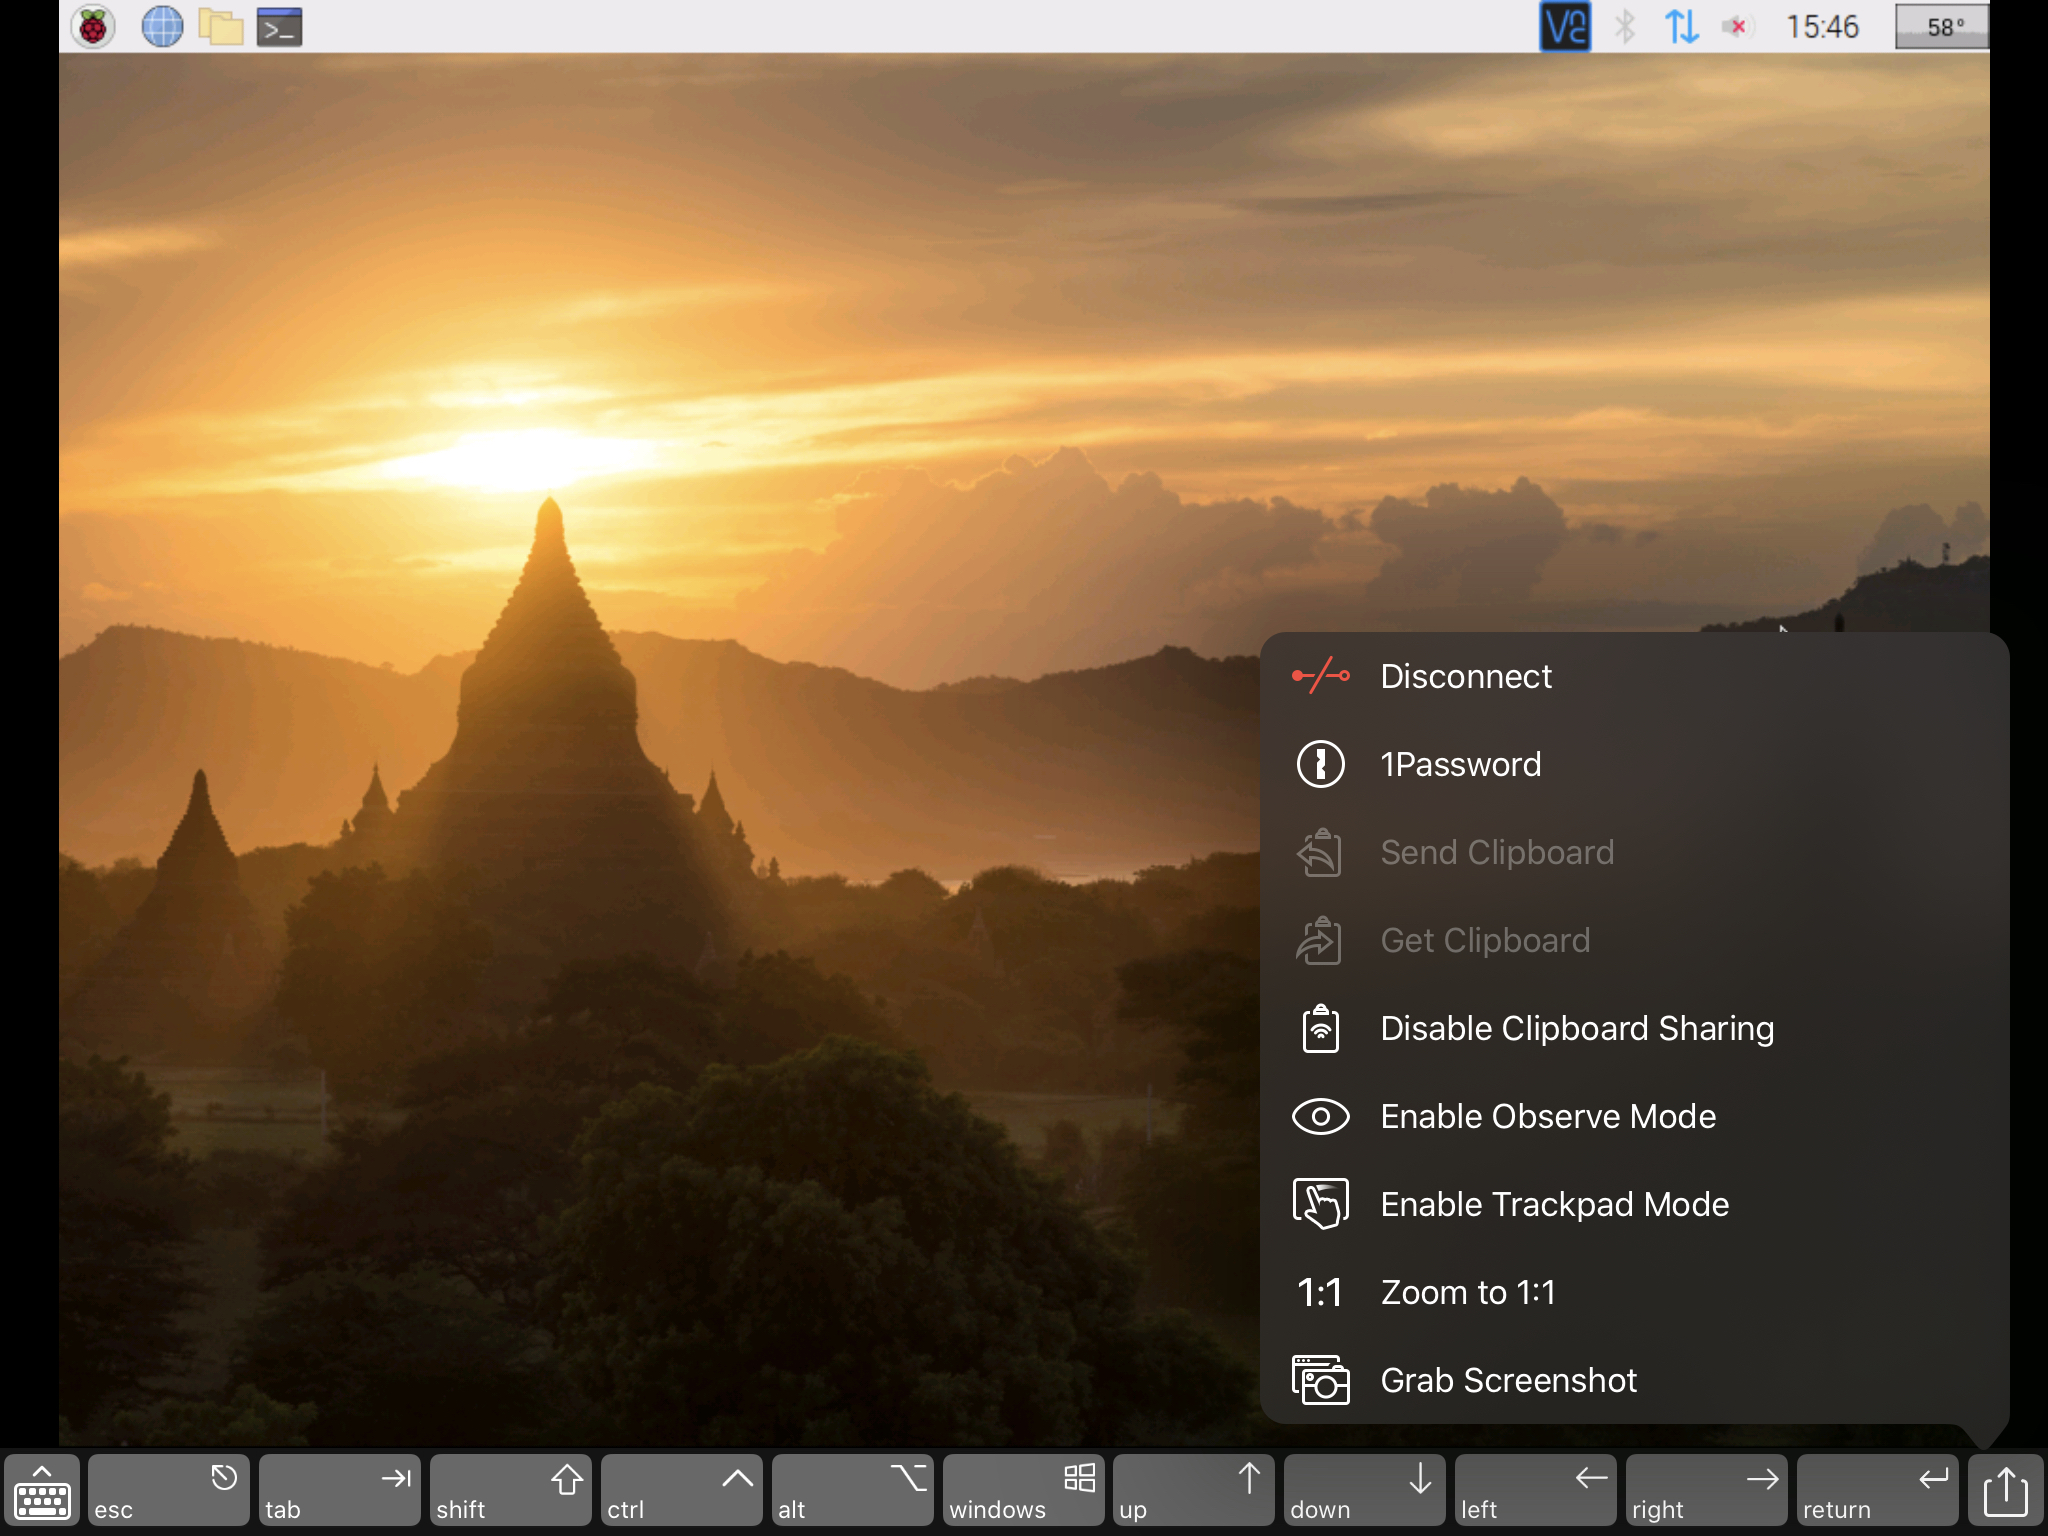 15:46
58°
Disconnect
1Password
Send Clipboard
Get Clipboard
Disable Clipboard Sharing
Enable Observe Mode
Enable Trackpad Mode
1:1 Zoom to 1:1
Grab Screenshot
esc tab shift ctrl alt windows up down left right return